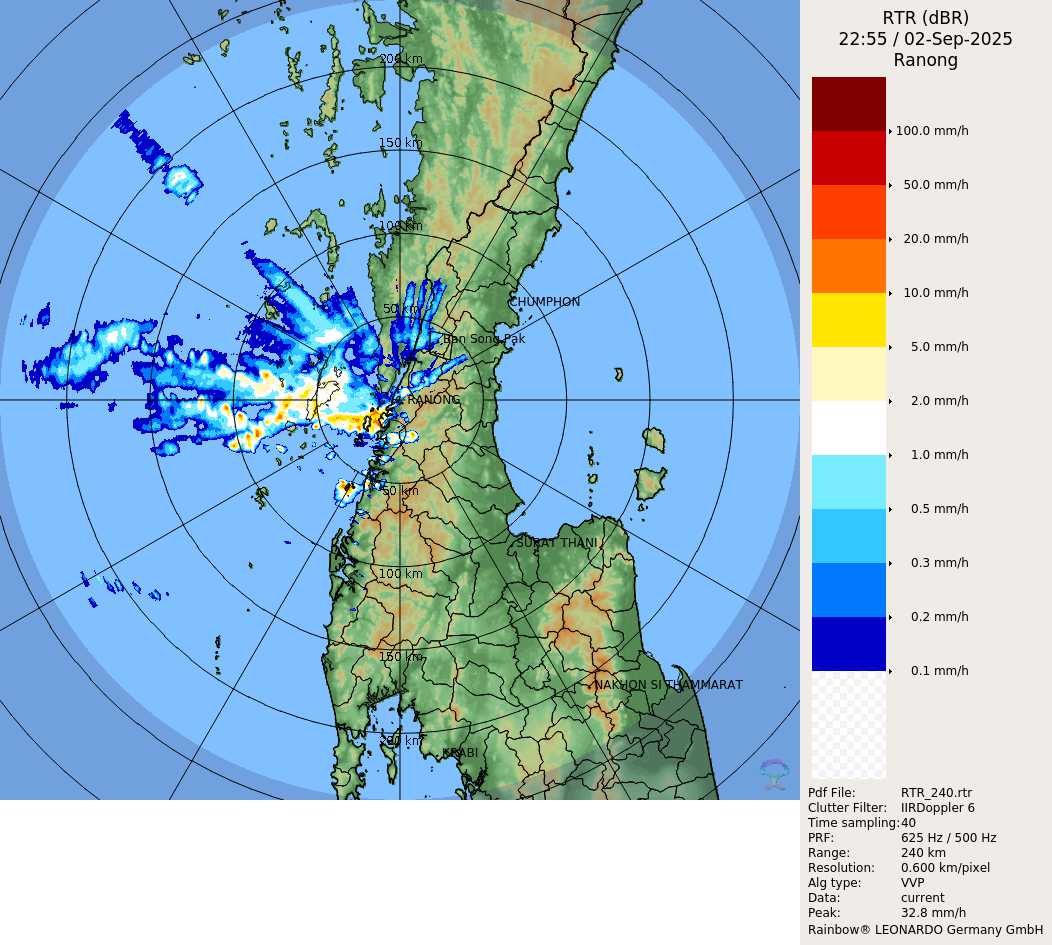 RTR (dBR)
22:55 / 02-Sep-2025
Ranong
200 km
150 km
100 km
50 km
CHUMPHON
Ban Song Pak
RANONG
50 km
SURAT THANI
100 km
150 km
NAKHON SI THAMMARAT
200 km
KRABI
100.0 mm/h
50.0 mm/h
20.0 mm/h
10.0 mm/h
5.0 mm/h
2.0 mm/h
1.0 mm/h
0.5 mm/h
0.3 mm/h
0.2 mm/h
0.1 mm/h
Pdf File: RTR_240.rtr
Clutter Filter: IIRDoppler 6
Time sampling:40
PRF: 625 Hz / 500 Hz
Range: 240 km
Resolution: 0.600 km/pixel
Alg type: VVP
Data: current
Peak: 32.8 mm/h
Rainbow® LEONARDO Germany GmbH